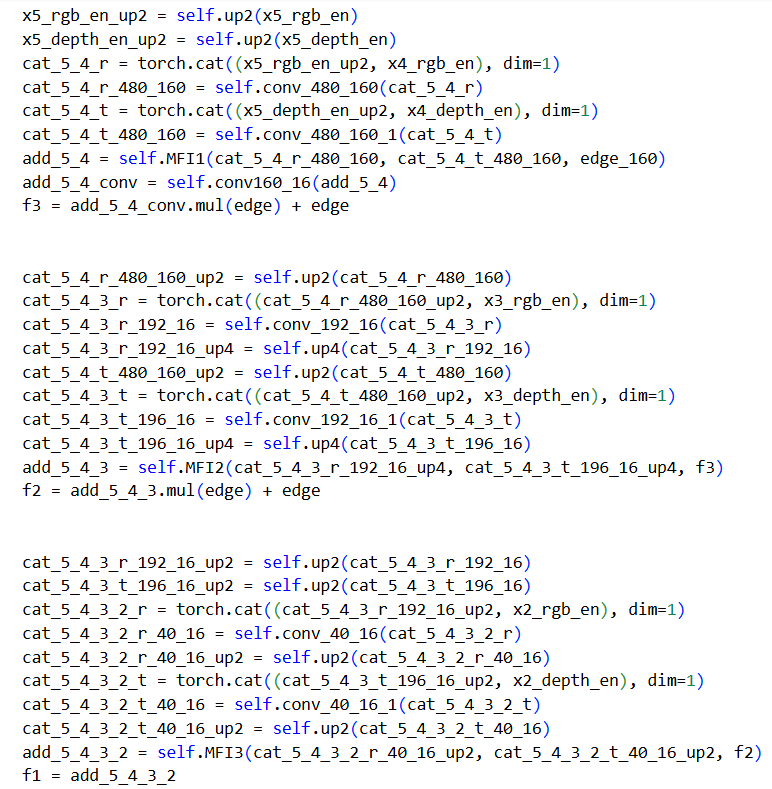 x5_rgb_en_up2 = self.up2(x5_rgb_en)
x5_depth_en_up2 = self.up2(x5_depth_en)
cat_5_4_r = torch.cat((x5_rgb_en_up2, x4_rgb_en), dim=1)
cat_5_4_r_480_160 = self.conv_480_160(cat_5_4_r)
cat_5_4_t = torch.cat((x5_depth_en_up2, x4_depth_en), dim=1)
cat_5_4_t_480_160 = self.conv_480_160_1(cat_5_4_t)
add_5_4 = self.MFI1(cat_5_4_r_480_160, cat_5_4_t_480_160, edge_160)
add_5_4_conv = self.conv160_16(add_5_4)
f3 = add_5_4_conv.mul(edge) + edge
cat_5_4_r_480_160_up2 = self.up2(cat_5_4_r_480_160)
cat_5_4_3_r = torch.cat((cat_5_4_r_480_160_up2, x3_rgb_en), dim=1)
cat_5_4_3_r_192_16 = self.conv_192_16(cat_5_4_3_r)
cat_5_4_3_r_192_16_up4 = self.up4(cat_5_4_3_r_192_16)
cat_5_4_t_480_160_up2 = self.up2(cat_5_4_t_480_160)
cat_5_4_3_t = torch.cat((cat_5_4_t_480_160_up2, x3_depth_en), dim=1)
cat_5_4_3_t_196_16 = self.conv_192_16_1(cat_5_4_3_t)
cat_5_4_3_t_196_16_up4 = self.up4(cat_5_4_3_t_196_16)
add_5_4_3 = self.MFI2(cat_5_4_3_r_192_16_up4, cat_5_4_3_t_196_16_up4, f3)
f2 = add_5_4_3.mul(edge) + edge
cat_5_4_3_r_192_16_up2 = self.up2(cat_5_4_3_r_192_16)
cat_5_4_3_t_196_16_up2 = self.up2(cat_5_4_3_t_196_16)
cat_5_4_3_2_r = torch.cat((cat_5_4_3_r_192_16_up2, x2_rgb_en), dim=1)
cat_5_4_3_2_r_40_16 = self.conv_40_16(cat_5_4_3_2_r)
cat_5_4_3_2_r_40_16_up2 = self.up2(cat_5_4_3_2_r_40_16)
cat_5_4_3_2_t = torch.cat((cat_5_4_3_t_196_16_up2, x2_depth_en), dim=1)
cat_5_4_3_2_t_40_16 = self.conv_40_16_1(cat_5_4_3_2_t)
cat_5_4_3_2_t_40_16_up2 = self.up2(cat_5_4_3_2_t_40_16)
add_5_4_3_2 = self.MFI3(cat_5_4_3_2_r_40_16_up2, cat_5_4_3_2_t_40_16_up2, f2)
f1 = add_5_4_3_2